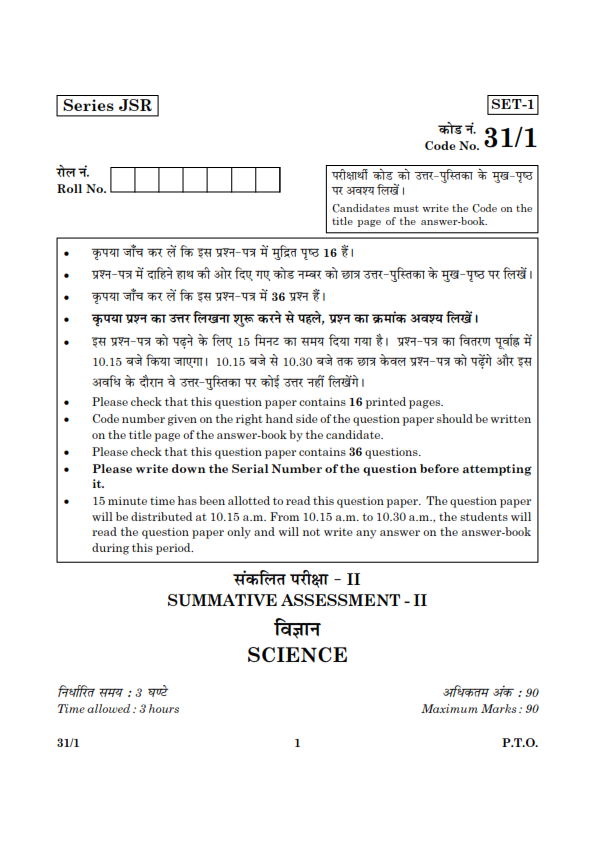 Series JSR
SET-1
कोड नं.
Code No. 31/1
रोल नं.
Roll No.
परीक्षार्थी कोड को उत्तर-पुस्तिका के मुख-पृष्ठ
पर अवश्य लिखें।
Candidates must write the Code on the
title page of the answer-book.
• कृपया जाँच कर लें कि इस प्रश्न-पत्र में मुद्रित पृष्ठ 16 हैं।
• प्रश्न-पत्र में दाहिने हाथ की ओर दिए गए कोड नम्बर को छात्र उत्तर-पुस्तिका के मुख-पृष्ठ पर लिखें।
• कृपया जाँच कर लें कि इस प्रश्न-पत्र में 36 प्रश्न हैं।
• कृपया प्रश्न का उत्तर लिखना शुरू करने से पहले, प्रश्न का क्रमांक अवश्य लिखें।
• इस प्रश्न-पत्र को पढ़ने के लिए 15 मिनट का समय दिया गया है। प्रश्न-पत्र का वितरण पूर्वाह्न में
10.15 बजे किया जाएगा। 10.15 बजे से 10.30 बजे तक छात्र केवल प्रश्न-पत्र को पढ़ेंगे और इस
अवधि के दौरान वे उत्तर-पुस्तिका पर कोई उत्तर नहीं लिखेंगे।
• Please check that this question paper contains 16 printed pages.
• Code number given on the right hand side of the question paper should be written
on the title page of the answer-book by the candidate.
• Please check that this question paper contains 36 questions.
• Please write down the Serial Number of the question before attempting
it.
• 15 minute time has been allotted to read this question paper. The question paper
will be distributed at 10.15 a.m. From 10.15 a.m. to 10.30 a.m., the students will
read the question paper only and will not write any answer on the answer-book
during this period.
संकलित परीक्षा - II
SUMMATIVE ASSESSMENT - II
विज्ञान
SCIENCE
निर्धारित समय : 3 घण्टे
अधिकतम अंक : 90
Time allowed : 3 hours
Maximum Marks : 90
31/1
1
P.T.O.